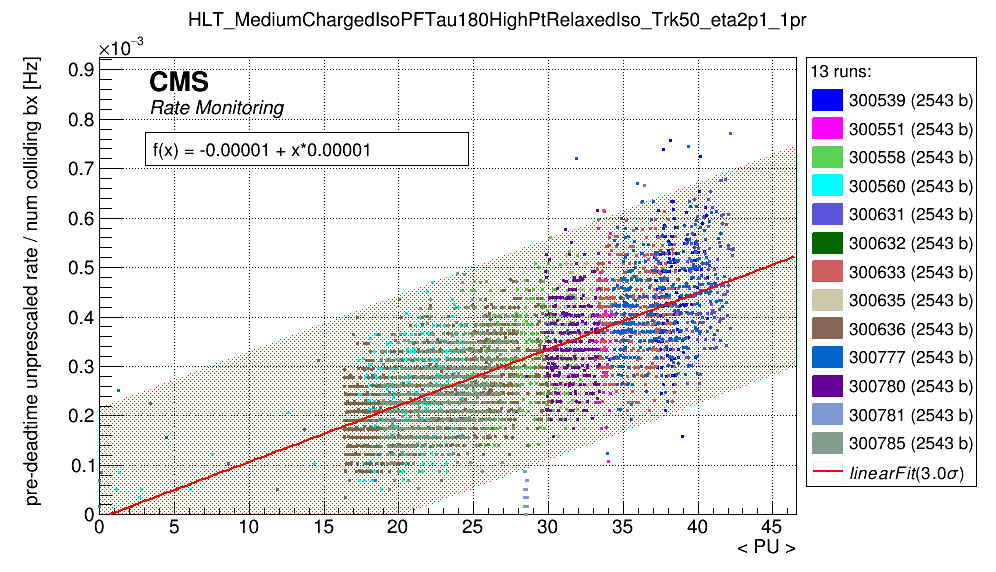 HLT_MediumChargedIsoPFTau180HighPtRelaxedIso_Trk50_eta2p1_1pr
×10⁻³
pre-deadtime unprescaled rate / num colliding bx [Hz]
CMS
Rate Monitoring
f(x) = -0.00001 + x*0.00001
0.9
0.8
0.7
0.6
0.5
0.4
0.3
0.2
0.1
0
0 5 10 15 20 25 30 35 40 45
< PU >
13 runs:
300539 (2543 b)
300551 (2543 b)
300558 (2543 b)
300560 (2543 b)
300631 (2543 b)
300632 (2543 b)
300633 (2543 b)
300635 (2543 b)
300636 (2543 b)
300777 (2543 b)
300780 (2543 b)
300781 (2543 b)
300785 (2543 b)
linearFit(3.0σ)